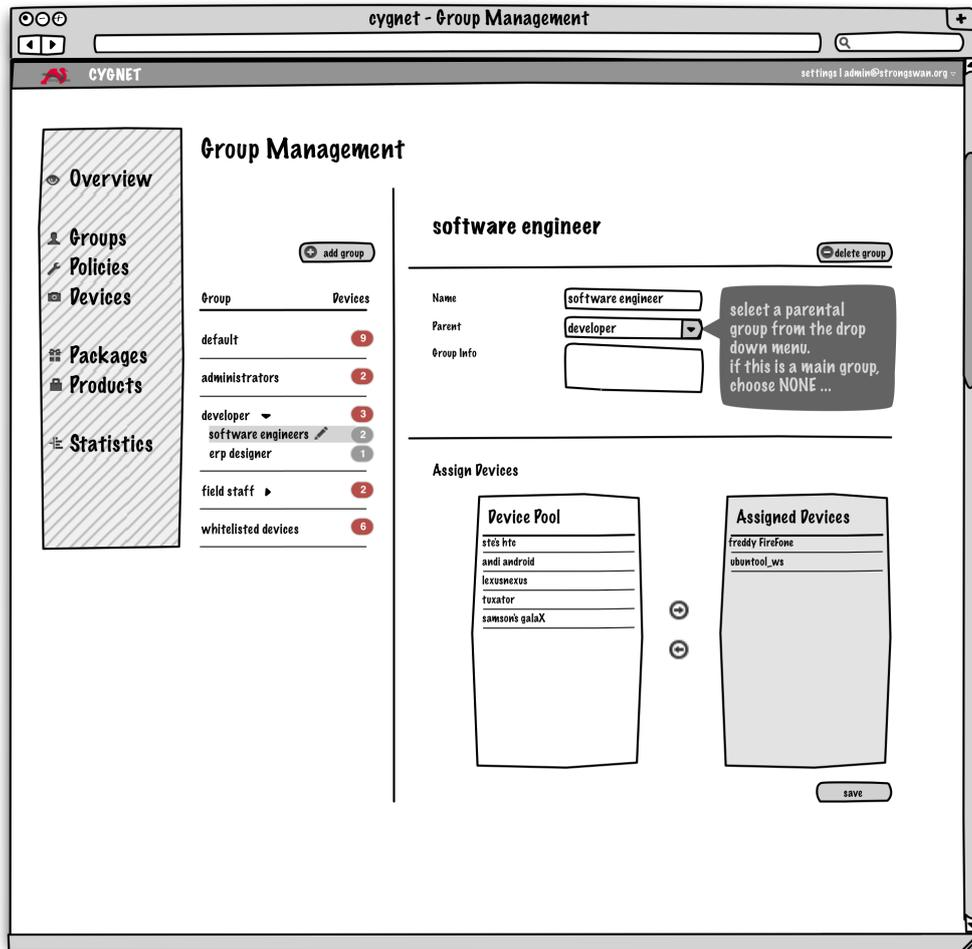 cygnet - Group Management
CYGNET
settings | admin@strongswan.org
Group Management
Overview
Groups
Policies
Devices
Packages
Products
Statistics
add group
Group Devices
default 9
administrators 2
developer 3
software engineers 2
erp designer 1
field staff 2
whitelisted devices 6
software engineer
delete group
Name software engineer
Parent developer
Group Info
select a parental
group from the drop
down menu.
if this is a main group,
choose NONE ...
Assign Devices
Device Pool
ste's htc
andi android
lexusnexus
tuxator
samson's galaX
Assigned Devices
freddy FireFone
ubuntool_ws
save